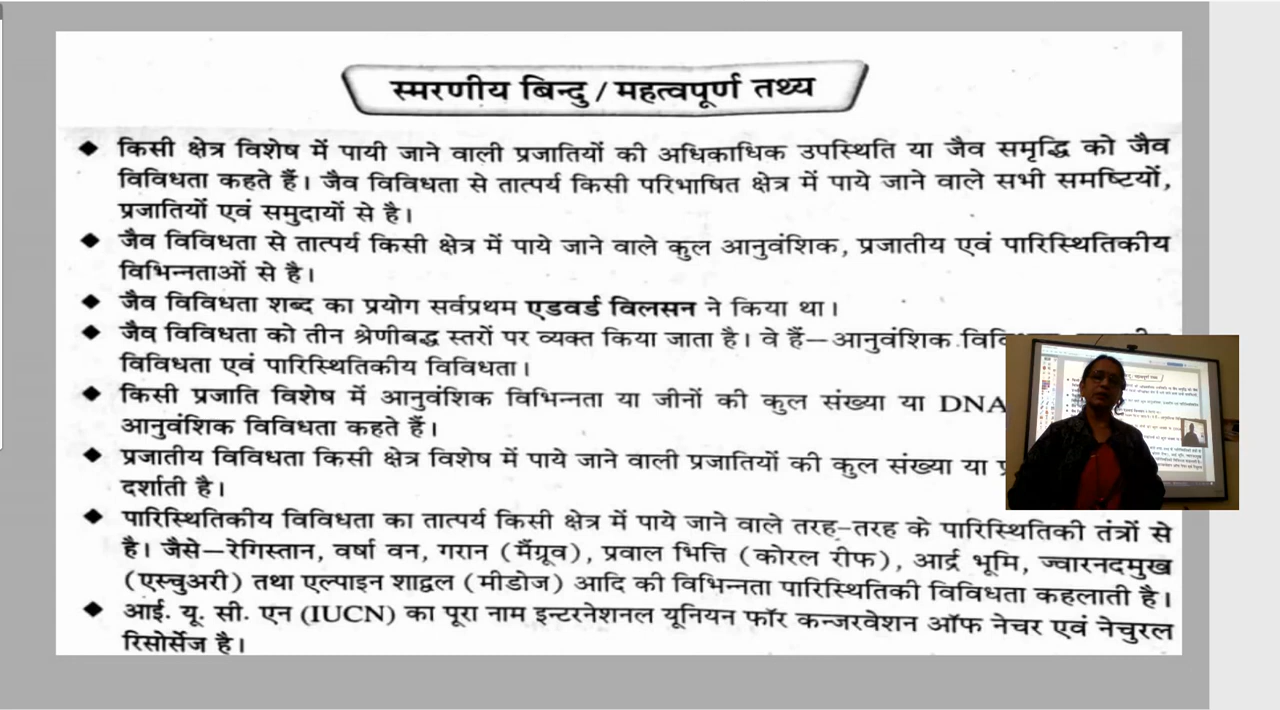 स्मरणीय बिन्दु / महत्वपूर्ण तथ्य
◆ किसी क्षेत्र विशेष में पायी जाने वाली प्रजातियों की अधिकाधिक उपस्थिति या जैव समृद्धि को जैव
विविधता कहते हैं। जैव विविधता से तात्पर्य किसी परिभाषित क्षेत्र में पाये जाने वाले सभी समष्टियों,
प्रजातियों एवं समुदायों से है।
◆ जैव विविधता से तात्पर्य किसी क्षेत्र में पाये जाने वाले कुल आनुवंशिक, प्रजातीय एवं पारिस्थितिकीय
विभिन्नताओं से है।
◆ जैव विविधता शब्द का प्रयोग सर्वप्रथम एडवर्ड विलसन ने किया था।
◆ जैव विविधता को तीन श्रेणीबद्ध स्तरों पर व्यक्त किया जाता है। वे हैं—आनुवंशिक
विविधता एवं पारिस्थितिकीय विविधता।
◆ किसी प्रजाति विशेष में आनुवंशिक विभिन्नता या जीनों की कुल संख्या या DNA
आनुवंशिक विविधता कहते हैं।
◆ प्रजातीय विविधता किसी क्षेत्र विशेष में पाये जाने वाली प्रजातियों की कुल संख्या या
दर्शाती है।
◆ पारिस्थितिकीय विविधता का तात्पर्य किसी क्षेत्र में पाये जाने वाले तरह-तरह के पारिस्थितिकी तंत्रों से
है। जैसे—रेगिस्तान, वर्षा वन, गरान (मैंग्रूव), प्रवाल भित्ति (कोरल रीफ), आर्द्र भूमि, ज्वारनदमुख
(एस्चुअरी) तथा एल्पाइन शाद्वल (मीडोज) आदि की विभिन्नता पारिस्थितिकी विविधता कहलाती है।
◆ आई. यू. सी. एन (IUCN) का पूरा नाम इन्टरनेशनल यूनियन फॉर कन्जरवेशन ऑफ नेचर एवं नेचुरल
रिसोर्सेज है।